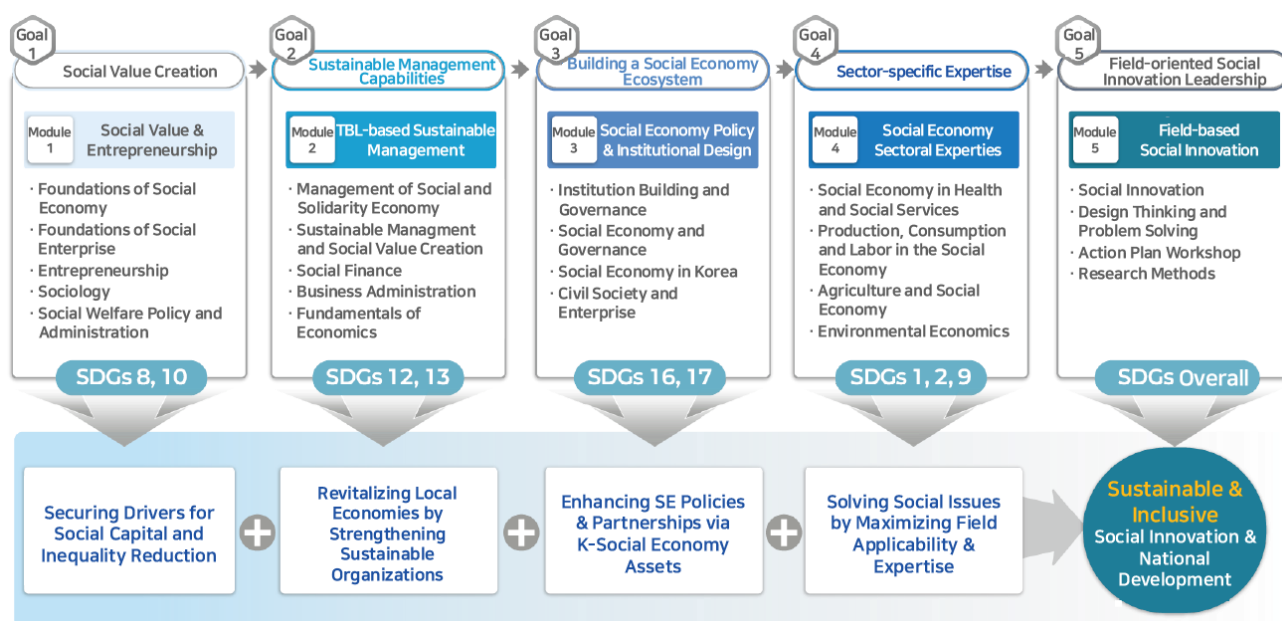 Goal
1
Social Value Creation
Goal
2
Sustainable Management
Capabilities
Goal
3
Building a Social Economy
Ecosystem
Goal
4
Sector-specific Expertise
Goal
5
Field-oriented Social
Innovation Leadership
Module
1
Social Value &
Entrepreneurship
· Foundations of Social
Economy
· Foundations of Social
Enterprise
· Entrepreneurship
· Sociology
· Social Welfare Policy and
Administration
SDGs 8, 10
Module
2
TBL-based Sustainable
Management
· Management of Social and
Solidarity Economy
· Sustainable Managment
and Social Value Creation
· Social Finance
· Business Administration
· Fundamentals of
Economics
SDGs 12, 13
Module
3
Social Economy Policy
& Institutional Design
· Institution Building and
Governance
· Social Economy and
Governance
· Social Economy in Korea
· Civil Society and
Enterprise
SDGs 16, 17
Module
4
Social Economy
Sectoral Experties
· Social Economy in Health
and Social Services
· Production, Consumption
and Labor in the Social
Economy
· Agriculture and Social
Economy
· Environmental Economics
SDGs 1, 2, 9
Module
5
Field-based
Social Innovation
· Social Innovation
· Design Thinking and
Problem Solving
· Action Plan Workshop
· Research Methods
SDGs Overall
Securing Drivers for
Social Capital and
Inequality Reduction
+
Revitalizing Local
Economies by
Strengthening
Sustainable
Organizations
+
Enhancing SE Policies
& Partnerships via
K-Social Economy
Assets
+
Solving Social Issues
by Maximizing Field
Applicability &
Expertise
Sustainable &
Inclusive
Social Innovation &
National
Development